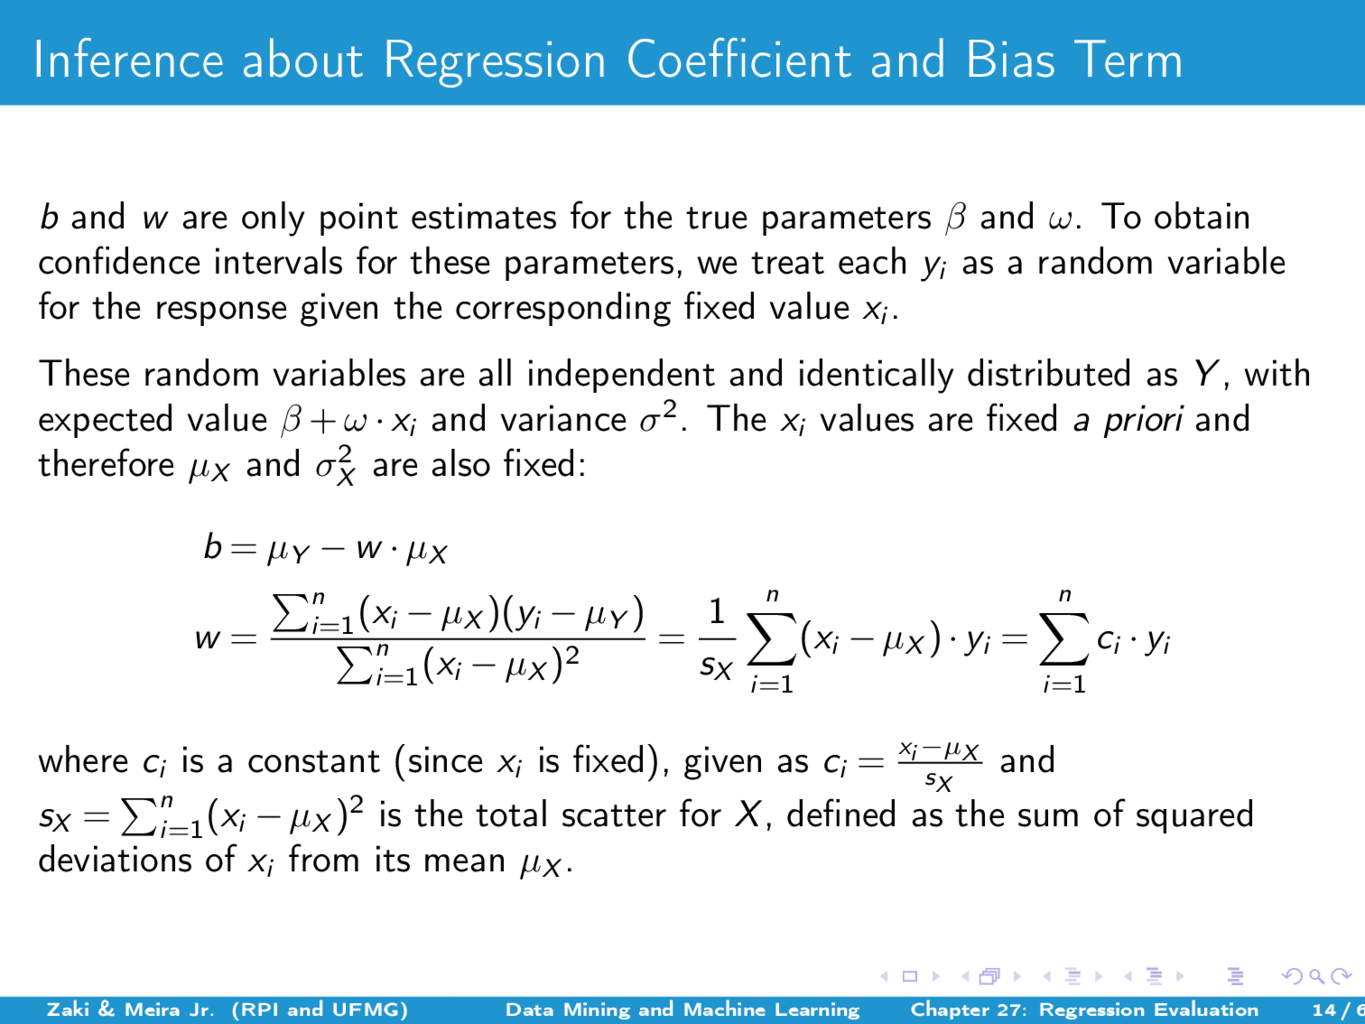 Inference about Regression Coefficient and Bias Term
b and w are only point estimates for the true parameters β and ω. To obtain
confidence intervals for these parameters, we treat each y_i as a random variable
for the response given the corresponding fixed value x_i.
These random variables are all independent and identically distributed as Y, with
expected value β + ω · x_i and variance σ². The x_i values are fixed a priori and
therefore μ_X and σ²_X are also fixed:
b = μ_Y − w · μ_X
w = \frac{∑_{i=1}^{n}(x_i − μ_X)(y_i − μ_Y)}{∑_{i=1}^{n}(x_i − μ_X)²} = \frac{1}{s_X} ∑_{i=1}^{n}(x_i − μ_X) · y_i = ∑_{i=1}^{n} c_i · y_i
where c_i is a constant (since x_i is fixed), given as c_i = \frac{x_i − μ_X}{s_X} and
s_X = ∑_{i=1}^{n}(x_i − μ_X)² is the total scatter for X, defined as the sum of squared
deviations of x_i from its mean μ_X.
Zaki & Meira Jr. (RPI and UFMG) Data Mining and Machine Learning Chapter 27: Regression Evaluation 14 /